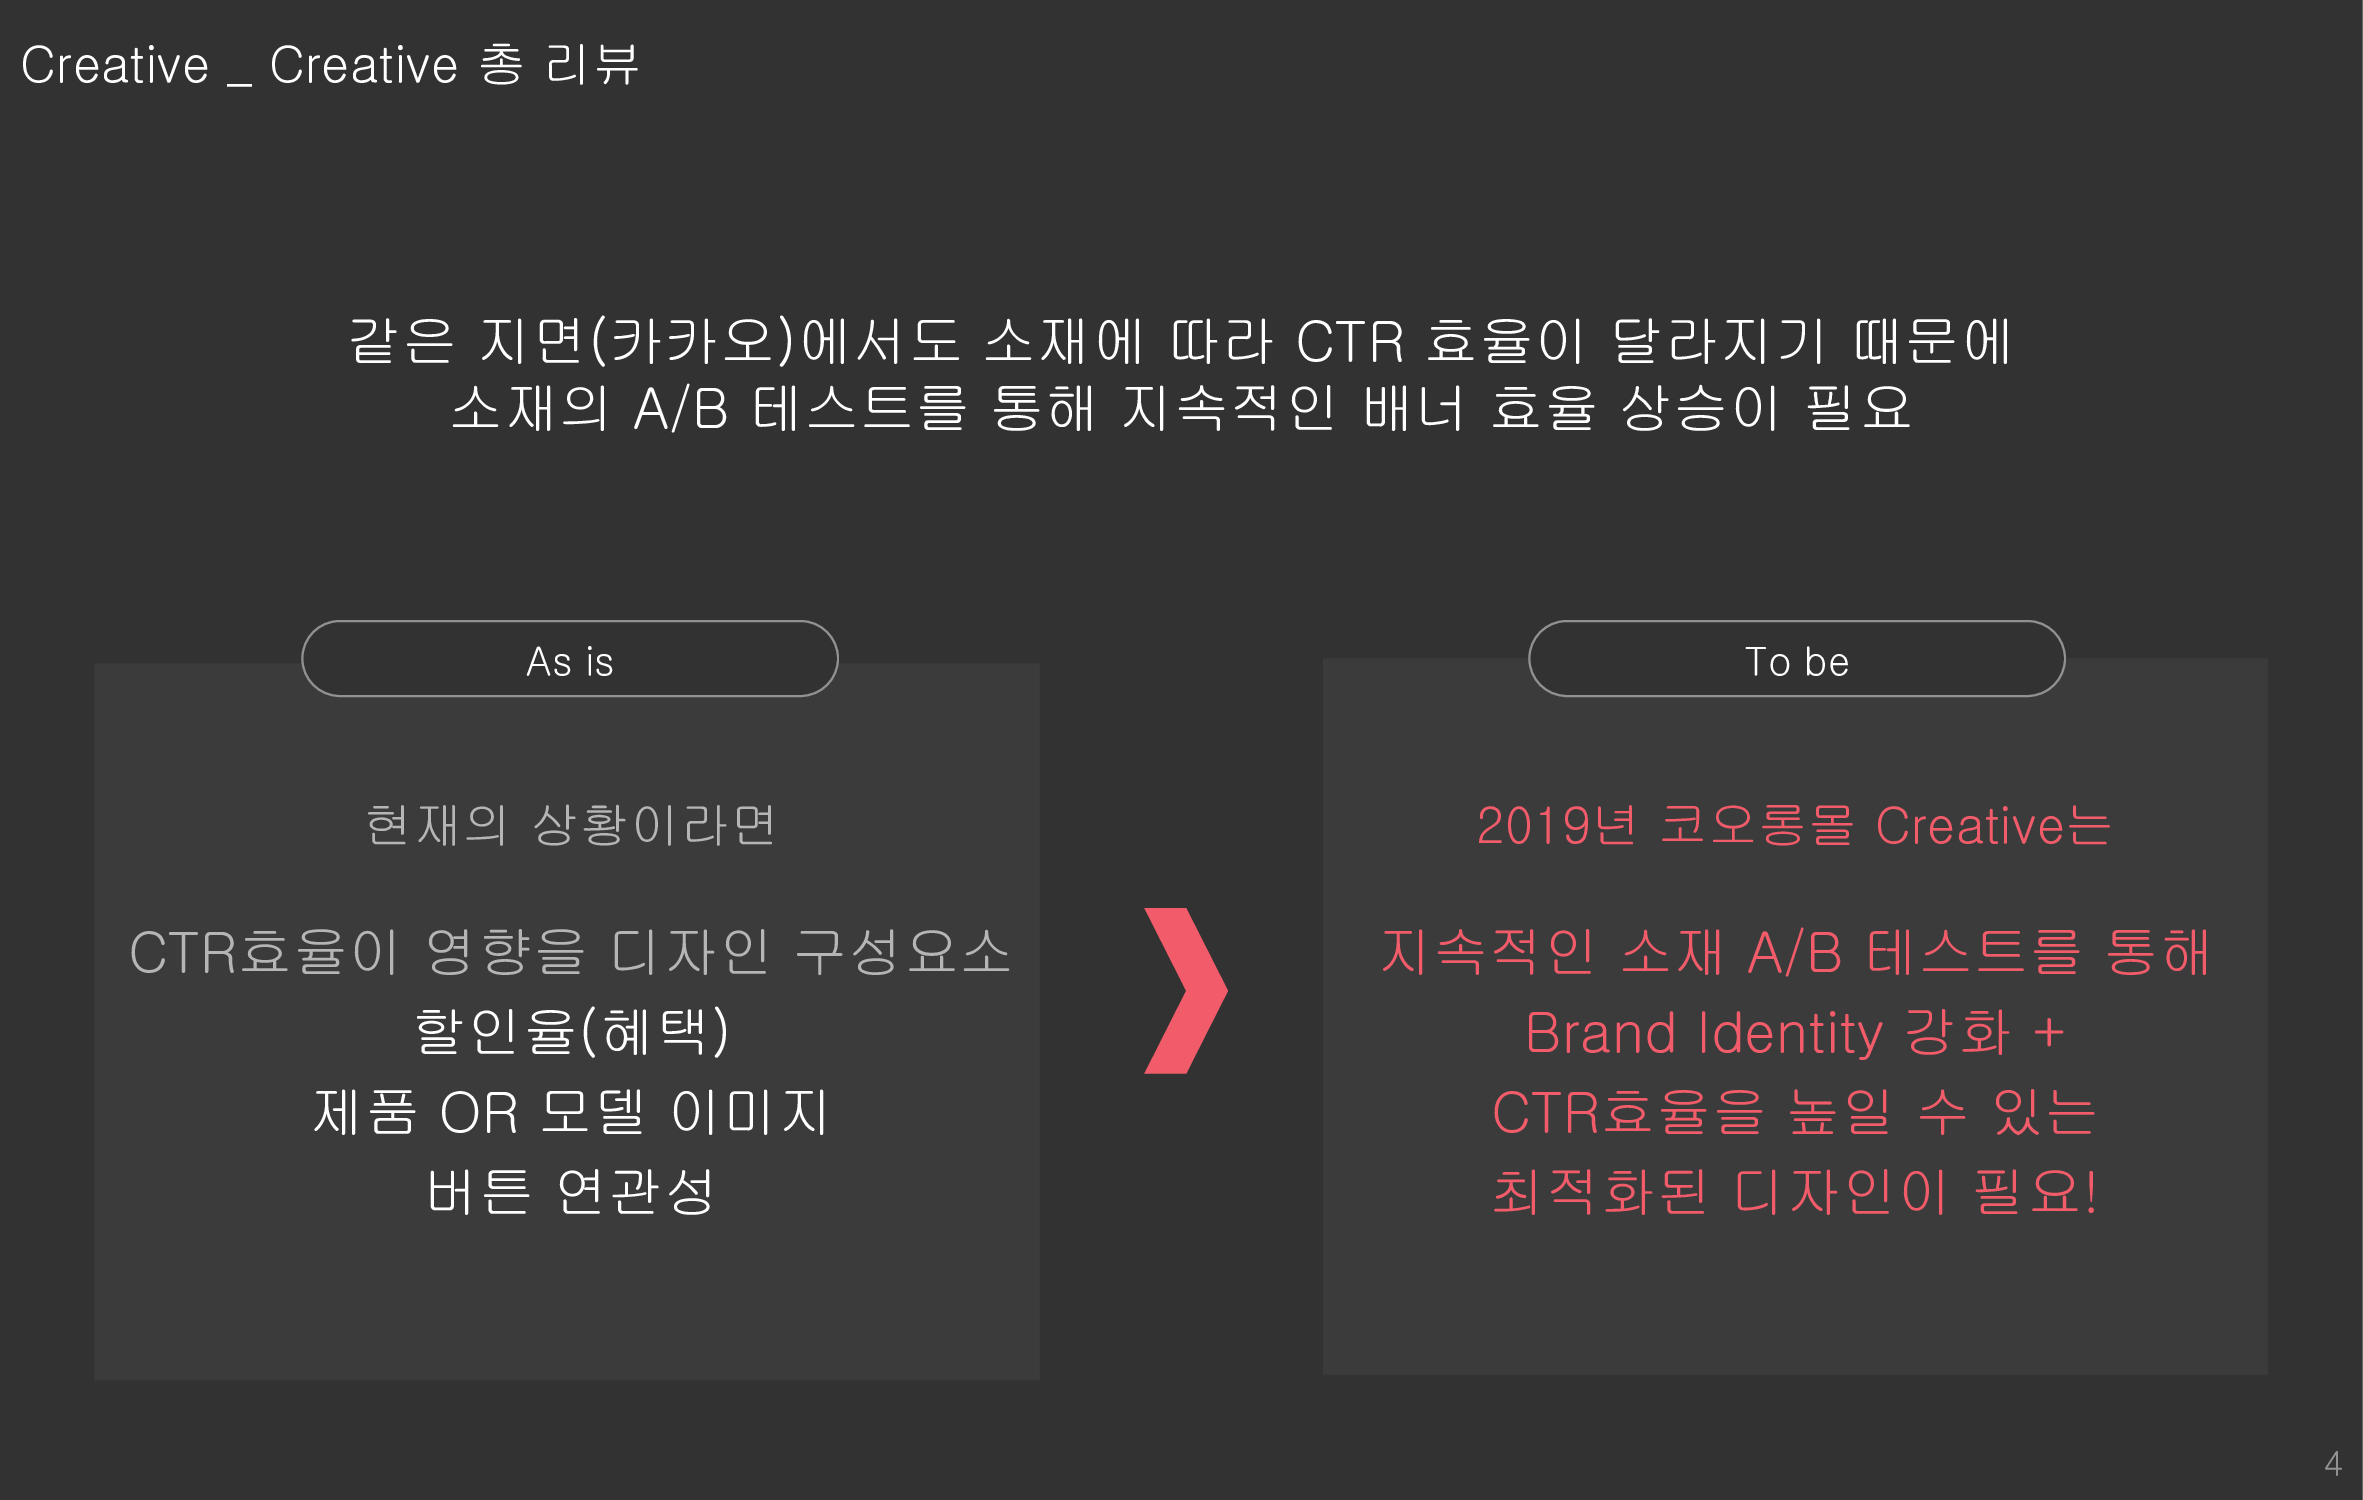 Creative _ Creative 총 리뷰
같은 지면(카카오)에서도 소재에 따라 CTR 효율이 달라지기 때문에
소재의 A/B 테스트를 통해 지속적인 배너 효율 상승이 필요
As is
현재의 상황이라면
CTR효율이 영향을 디자인 구성요소
할인율(혜택)
제품 OR 모델 이미지
버튼 연관성
To be
2019년 코오롱몰 Creative는
지속적인 소재 A/B 테스트를 통해
Brand Identity 강화 +
CTR효율을 높일 수 있는
최적화된 디자인이 필요!
4